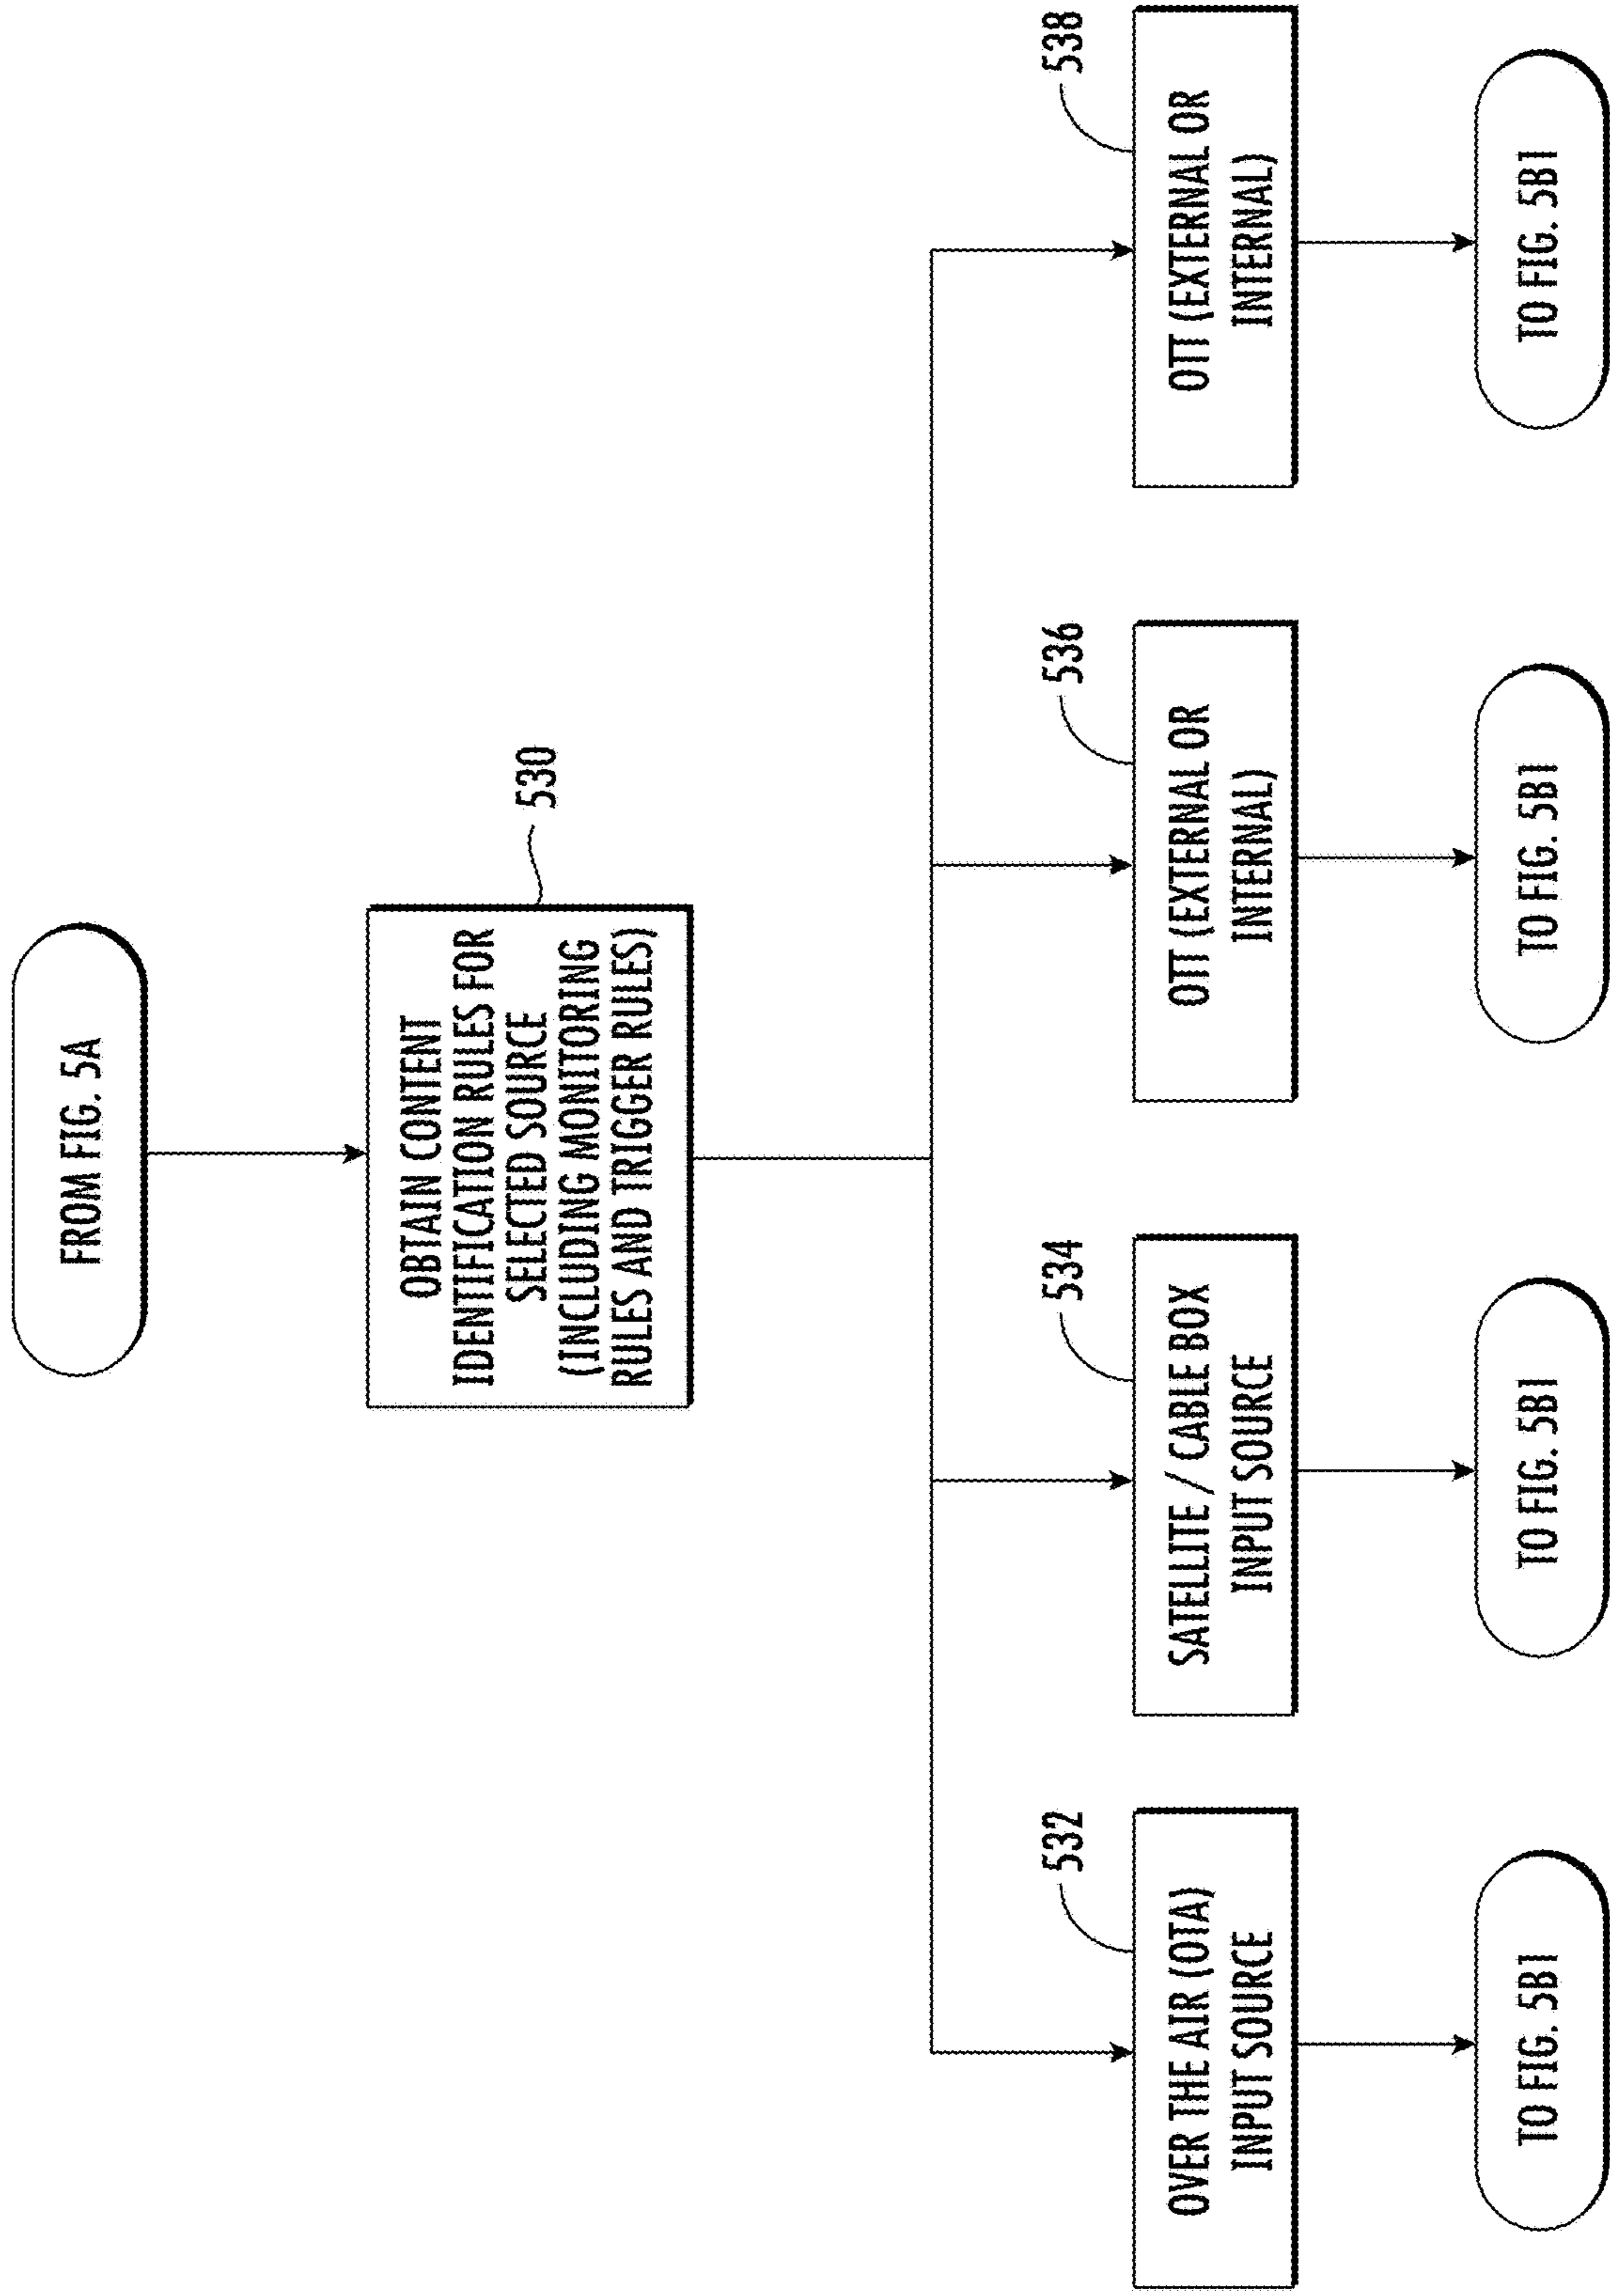 FROM FIG. 5A
530
OBTAIN CONTENT
IDENTIFICATION RULES FOR
SELECTED SOURCE
(INCLUDING MONITORING
RULES AND TRIGGER RULES)
532
OVER THE AIR (OTA)
INPUT SOURCE
534
SATELLITE / CABLE BOX
INPUT SOURCE
536
OTT (EXTERNAL OR
INTERNAL)
538
OTT (EXTERNAL OR
INTERNAL)
TO FIG. 5B1
TO FIG. 5B1
TO FIG. 5B1
TO FIG. 5B1